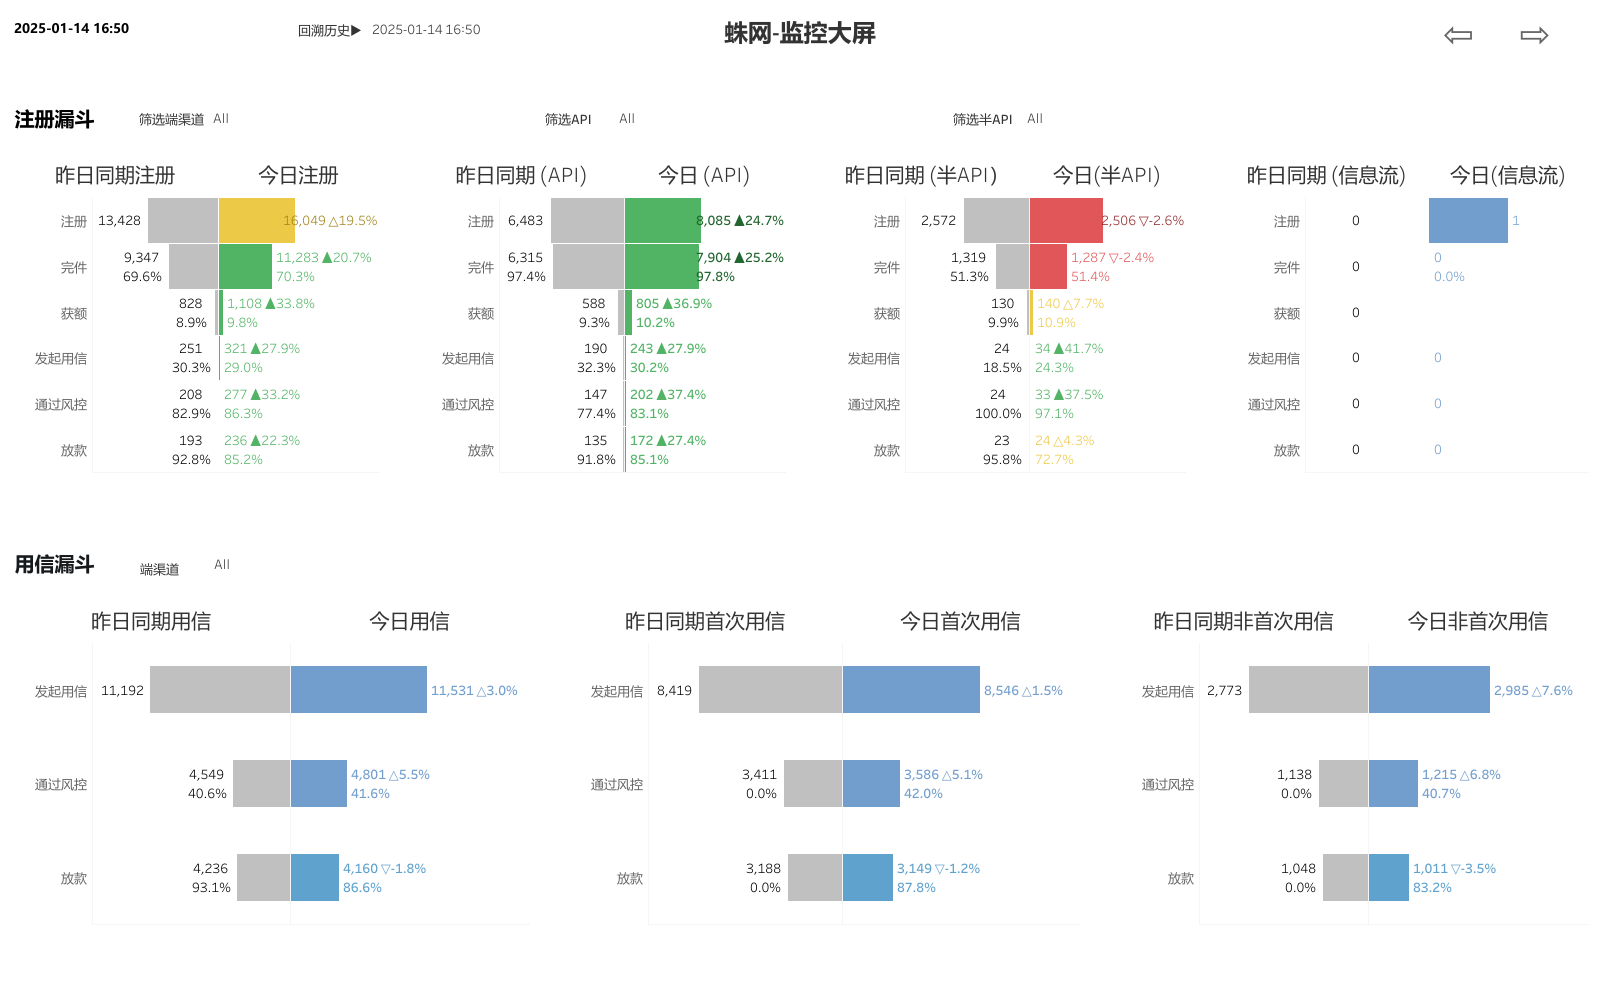 2025-01-14 16:50
回溯历史▶ 2025-01-14 16:50
蛛网-监控大屏
⇦ ⇨
注册漏斗
筛选端渠道 All
筛选API All
筛选半API All
昨日同期注册 今日注册
注册 13,428 16,049 △19.5%
完件 9,347 11,283 ▲20.7%
69.6% 70.3%
获额 828 1,108 ▲33.8%
8.9% 9.8%
发起用信 251 321 ▲27.9%
30.3% 29.0%
通过风控 208 277 ▲33.2%
82.9% 86.3%
放款 193 236 ▲22.3%
92.8% 85.2%
昨日同期 (API) 今日 (API)
注册 6,483 8,085 ▲24.7%
完件 6,315 7,904 ▲25.2%
97.4% 97.8%
获额 588 805 ▲36.9%
9.3% 10.2%
发起用信 190 243 ▲27.9%
32.3% 30.2%
通过风控 147 202 ▲37.4%
77.4% 83.1%
放款 135 172 ▲27.4%
91.8% 85.1%
昨日同期 (半API) 今日(半API)
注册 2,572 2,506 ▽-2.6%
完件 1,319 1,287 ▽-2.4%
51.3% 51.4%
获额 130 140 △7.7%
9.9% 10.9%
发起用信 24 34 ▲41.7%
18.5% 24.3%
通过风控 24 33 ▲37.5%
100.0% 97.1%
放款 23 24 △4.3%
95.8% 72.7%
昨日同期 (信息流) 今日(信息流)
注册 0 1
完件 0 0
0.0%
获额 0
发起用信 0 0
通过风控 0 0
放款 0 0
用信漏斗
端渠道 All
昨日同期用信 今日用信
发起用信 11,192 11,531 △3.0%
通过风控 4,549 4,801 △5.5%
40.6% 41.6%
放款 4,236 4,160 ▽-1.8%
93.1% 86.6%
昨日同期首次用信 今日首次用信
发起用信 8,419 8,546 △1.5%
通过风控 3,411 3,586 △5.1%
0.0% 42.0%
放款 3,188 3,149 ▽-1.2%
0.0% 87.8%
昨日同期非首次用信 今日非首次用信
发起用信 2,773 2,985 △7.6%
通过风控 1,138 1,215 △6.8%
0.0% 40.7%
放款 1,048 1,011 ▽-3.5%
0.0% 83.2%